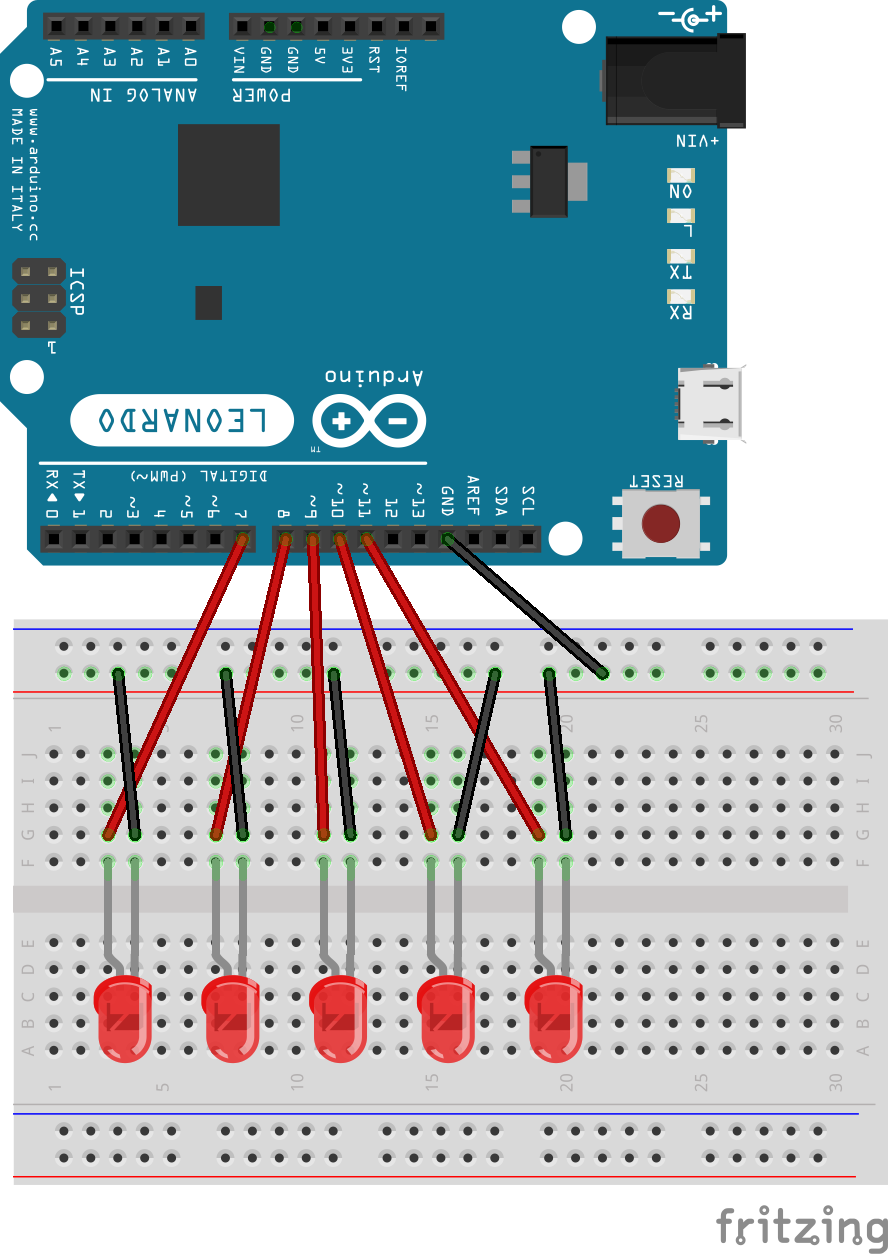 A5 A4 A3 A2 A1 A0
VIN GND GND 5V 3V3 RST IOREF
ANALOG IN
POWER
+
+VIN
www.arduino.cc
MADE IN ITALY
ON
L
TX
RX
ICSP
1
Arduino
LEONARDO
TM
DIGITAL (PWM~)
RESET
RX◀0 TX▶1 2 ~3 4 ~5 ~6 7 8 ~9 ~10 ~11 12 ~13 GND AREF SDA SCL
1 5 10 15 20 25 30
J J
I I
H H
G G
F F
E E
D D
C C
B B
A A
1 5 10 15 20 25 30
fritzing